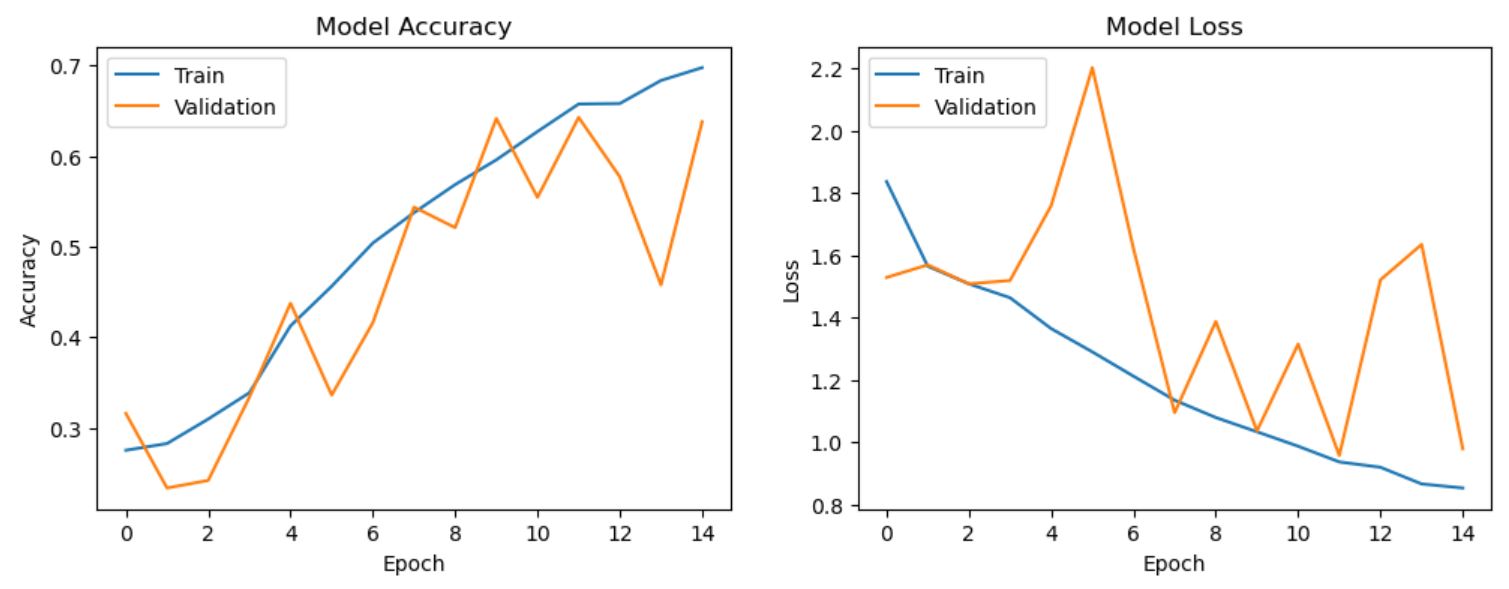 Model Accuracy
Train
Validation
0.7
0.6
0.5
0.4
0.3
Accuracy
0 2 4 6 8 10 12 14
Epoch
Model Loss
Train
Validation
2.2
2.0
1.8
1.6
1.4
1.2
1.0
0.8
Loss
0 2 4 6 8 10 12 14
Epoch